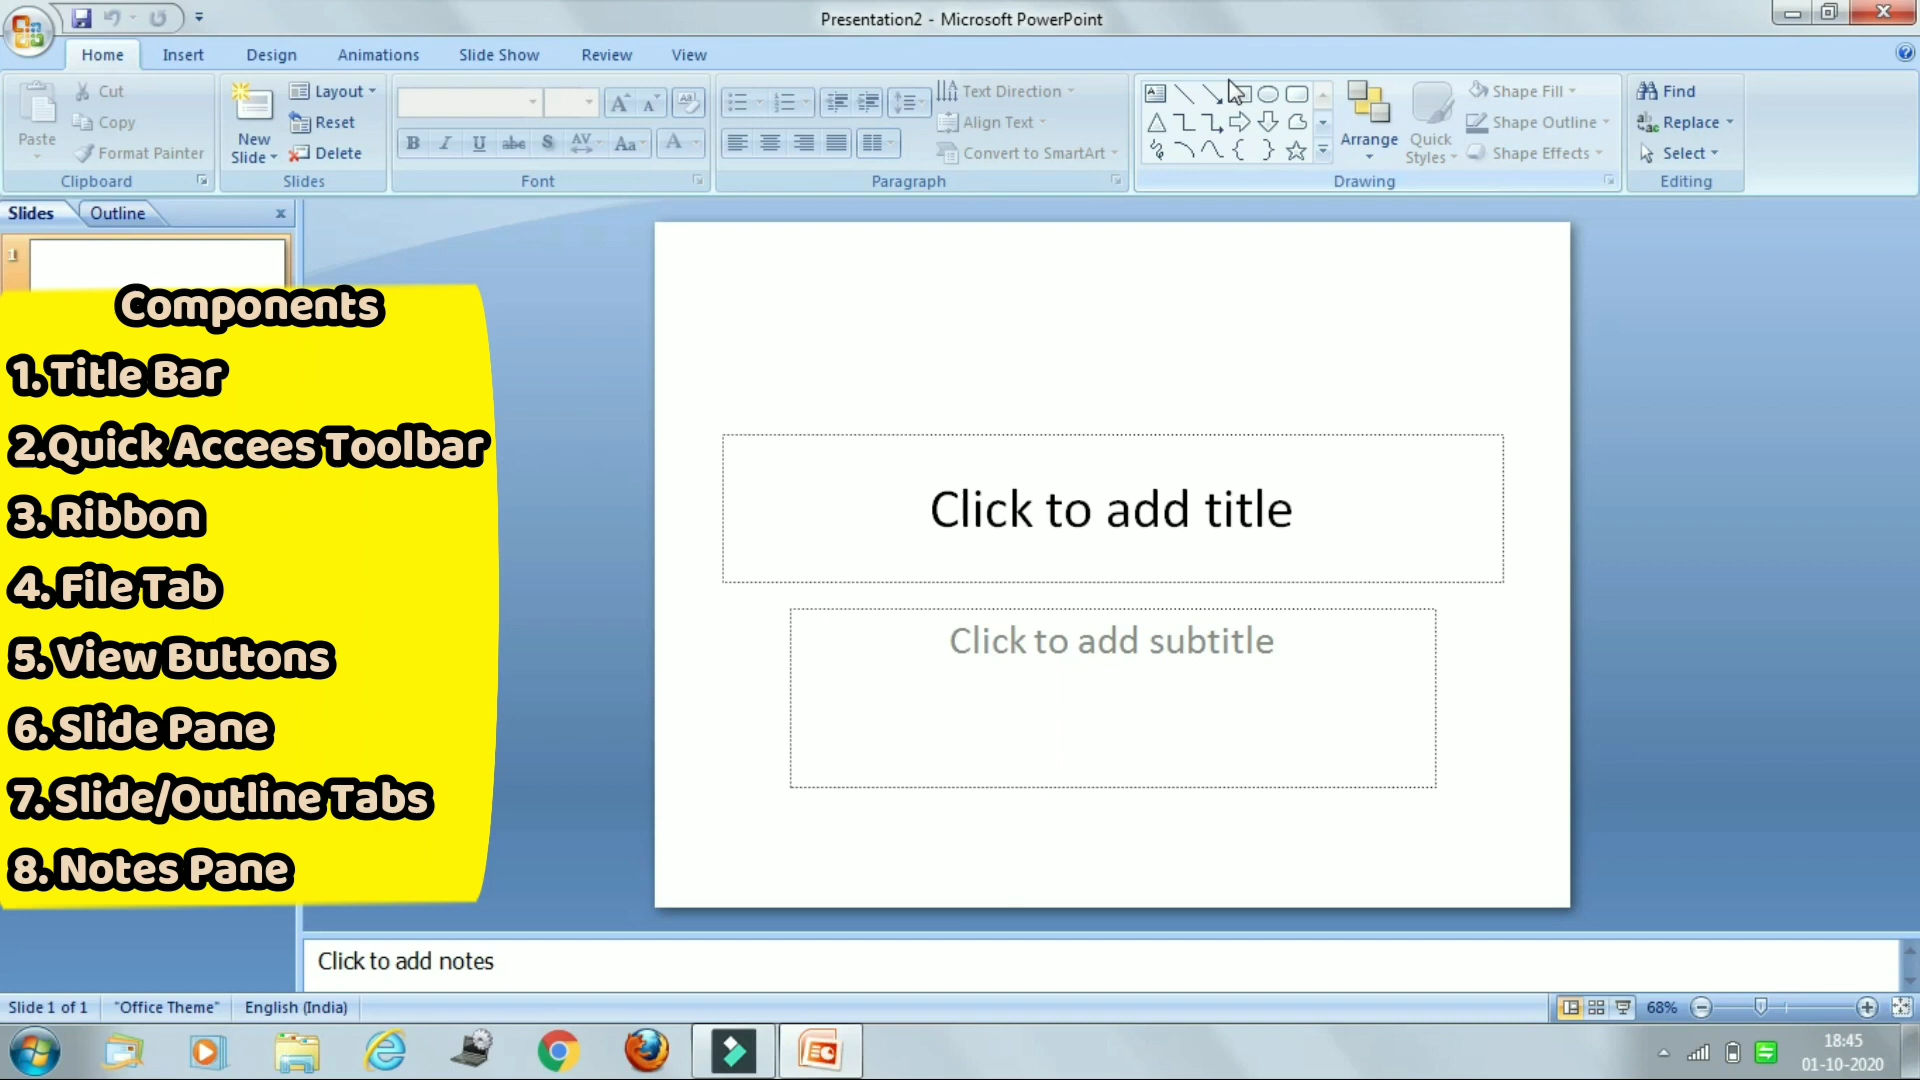 Presentation2 - Microsoft PowerPoint
Home Insert Design Animations Slide Show Review View
Paste
Cut
Copy
Format Painter
Clipboard
New
Slide
Layout
Reset
Delete
Slides
B I U abc S AV Aa A
Font
Text Direction
Align Text
Convert to SmartArt
Paragraph
Arrange
Quick
Styles
Shape Fill
Shape Outline
Shape Effects
Drawing
Find
Replace
Select
Editing
Slides Outline
1
Components
1. Title Bar
2.Quick Accees Toolbar
3. Ribbon
4. File Tab
5. View Buttons
6. Slide Pane
7. Slide/Outline Tabs
8. Notes Pane
Click to add title
Click to add subtitle
Click to add notes
Slide 1 of 1 "Office Theme" English (India) 68%
18:45
01-10-2020